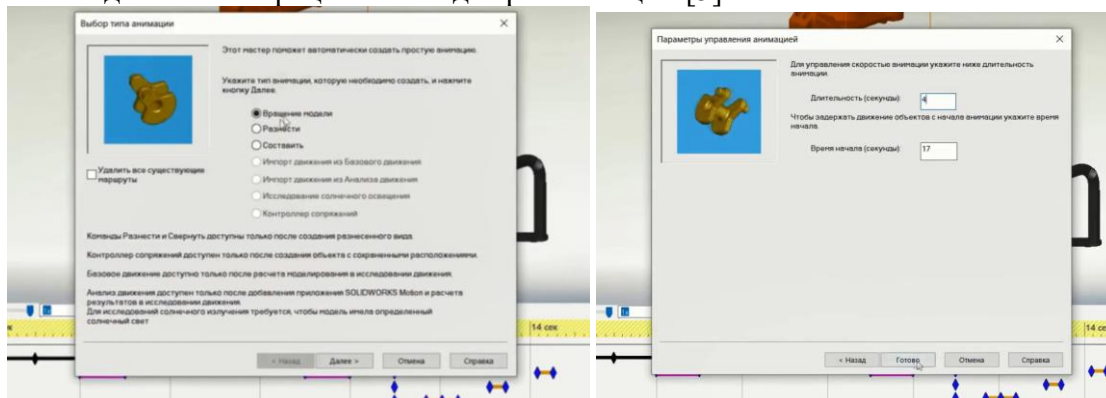 Выбор типа анимации
Этот мастер поможет автоматически создать простую анимацию.
Укажите тип анимации, которую необходимо создать, и нажмите
кнопку Далее.
Вращение модели
Разнести
Составить
Импорт движения из Базового движения
Импорт движения из Анализа движения
Исследование солнечного освещения
Контроллер сопряжений
Удалить все существующие
маршруты
Команды Разнести и Свернуть доступны только после создания разнесенного вида.
Контроллер сопряжений доступен только после создания объекта с сохраненными расположениями.
Базовое движение доступно только после расчета моделирования в исследовании движения.
Анализ движения доступен только после добавления приложения SOLIDWORKS Motion и расчета
результатов в исследовании движения.
Для исследований солнечного излучения требуется, чтобы модель имела определенный
солнечный свет
14 сек
< Назад Далее > Отмена Справка
Параметры управления анимацией
Для управления скоростью анимации укажите ниже длительность
анимации.
Длительность (секунды): 4
Чтобы задержать движение объектов с начала анимации укажите время
начала.
Время начала (секунды): 17
14 се
< Назад Готово Отмена Справка